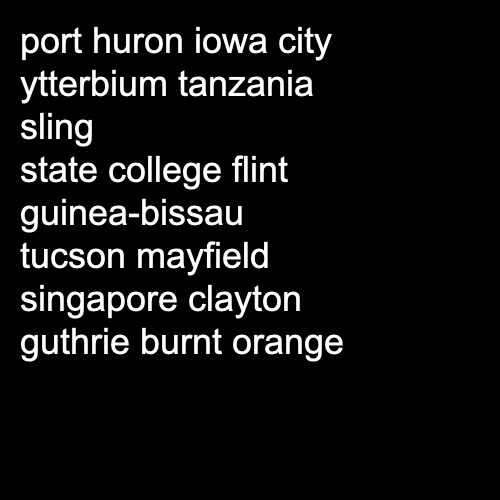 port huron iowa city
ytterbium tanzania
sling
state college flint
guinea-bissau
tucson mayfield
singapore clayton
guthrie burnt orange